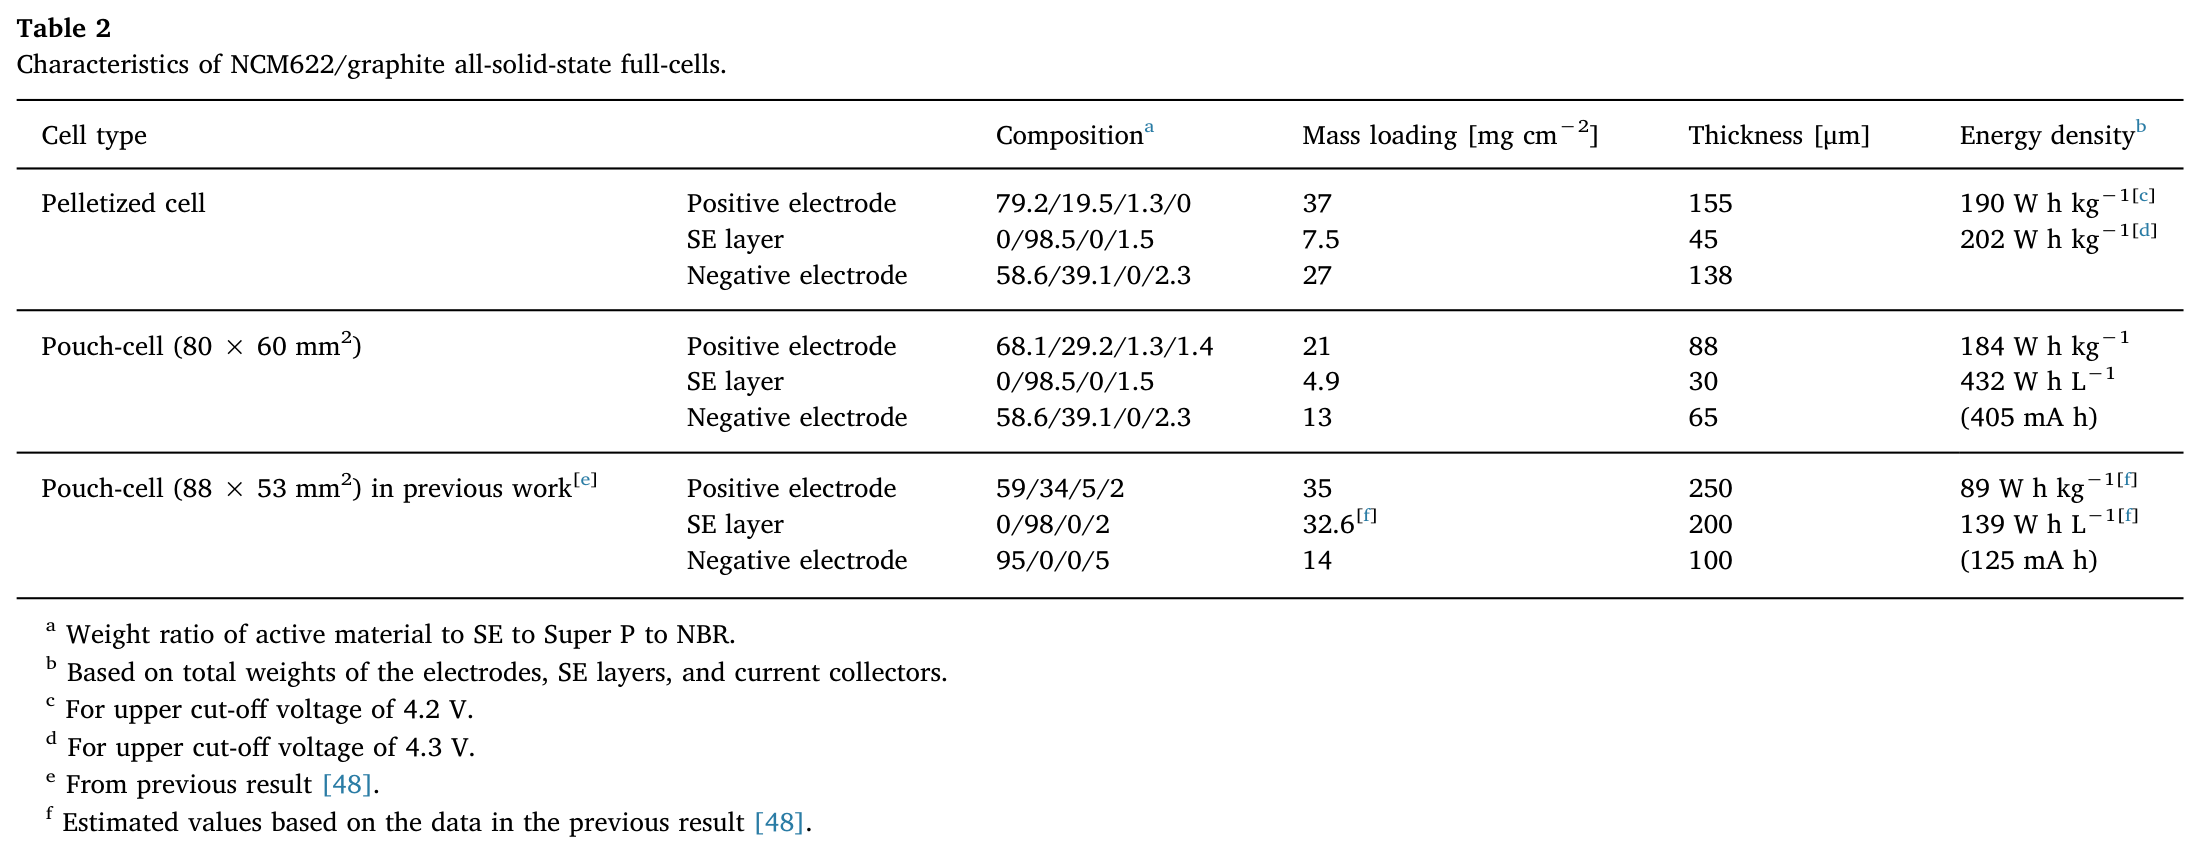 Table 2
Characteristics of NCM622/graphite all-solid-state full-cells.
Cell type Compositionᵃ Mass loading [mg cm⁻²] Thickness [μm] Energy densityᵇ
Pelletized cell Positive electrode 79.2/19.5/1.3/0 37 155 190 W h kg⁻¹[c]
SE layer 0/98.5/0/1.5 7.5 45 202 W h kg⁻¹[d]
Negative electrode 58.6/39.1/0/2.3 27 138
Pouch-cell (80 × 60 mm²) Positive electrode 68.1/29.2/1.3/1.4 21 88 184 W h kg⁻¹
SE layer 0/98.5/0/1.5 4.9 30 432 W h L⁻¹
Negative electrode 58.6/39.1/0/2.3 13 65 (405 mA h)
Pouch-cell (88 × 53 mm²) in previous work[e] Positive electrode 59/34/5/2 35 250 89 W h kg⁻¹[f]
SE layer 0/98/0/2 32.6[f] 200 139 W h L⁻¹[f]
Negative electrode 95/0/0/5 14 100 (125 mA h)
ᵃ Weight ratio of active material to SE to Super P to NBR.
ᵇ Based on total weights of the electrodes, SE layers, and current collectors.
ᶜ For upper cut-off voltage of 4.2 V.
ᵈ For upper cut-off voltage of 4.3 V.
ᵉ From previous result [48].
ᶠ Estimated values based on the data in the previous result [48].